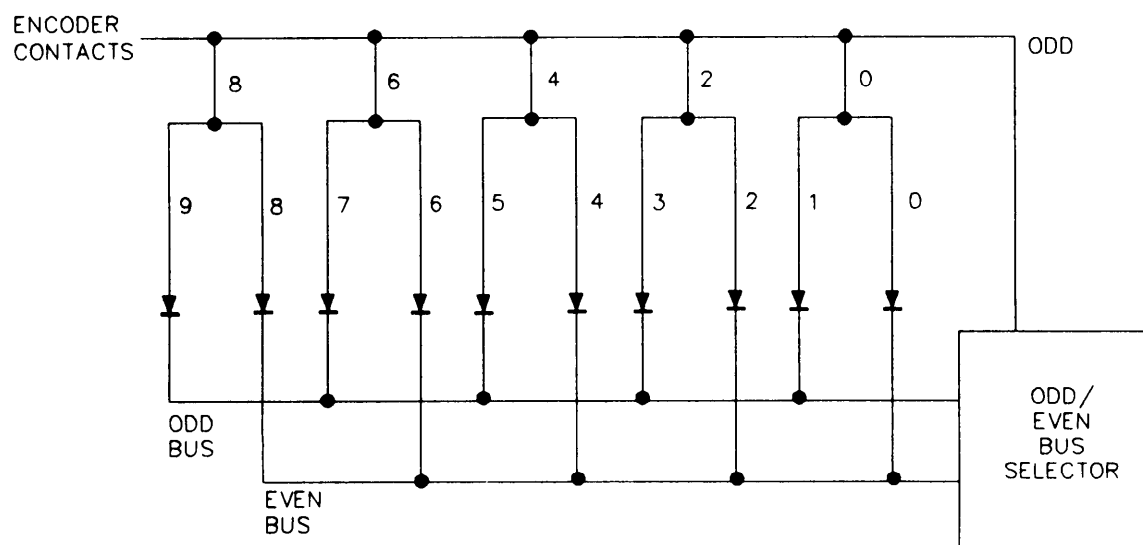 ENCODER
CONTACTS
ODD
8
6
4
2
0
9
8
7
6
5
4
3
2
1
0
ODD
BUS
EVEN
BUS
ODD/
EVEN
BUS
SELECTOR